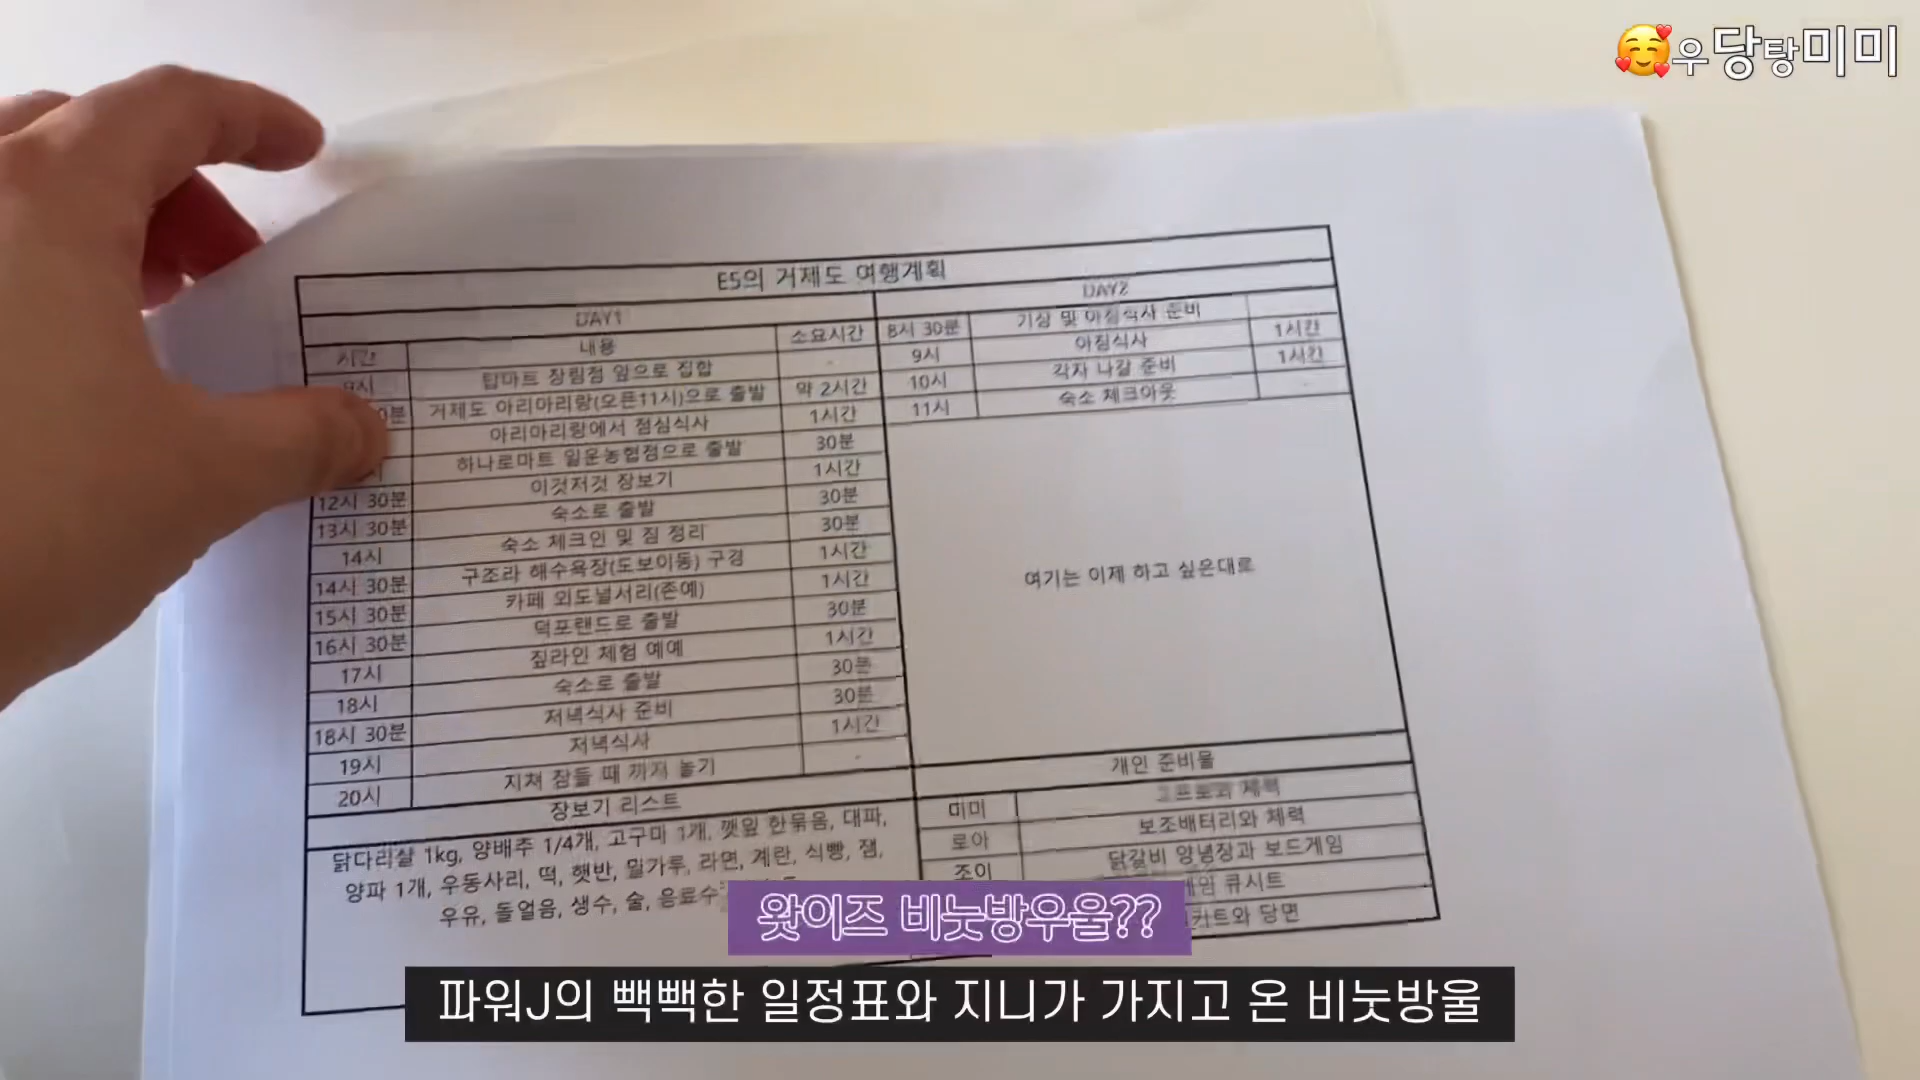 우당탕미미
E5의 거제도 여행계획
DAY1
DAY2
시간 내용 소요시간
탑마트 장림점 앞으로 집합 -
거제도 아리아리랑(오픈11시)으로 출발 약 2시간
아리아리랑에서 점심식사 1시간
하나로마트 일운농협점으로 출발 30분
12시 30분 이것저것 장보기 1시간
13시 30분 숙소로 출발 30분
14시 숙소 체크인 및 짐 정리 30분
14시 30분 구조라 해수욕장(도보이동) 구경 1시간
15시 30분 카페 외도널서리(존예) 1시간
16시 30분 덕포랜드로 출발 30분
17시 짚라인 체험 예예 1시간
18시 숙소로 출발 30분
18시 30분 저녁식사 준비 30분
19시 저녁식사 1시간
20시 지쳐 잠들 때 까지 놀기 -
8시 30분 기상 및 아침식사 준비
9시 아침식사 1시간
10시 각자 나갈 준비 1시간
11시 숙소 체크아웃 -
여기는 이제 하고 싶은대로
장보기 리스트
닭다리살 1kg, 양배추 1/4개, 고구마 1개, 깻잎 한묶음, 대파,
양파 1개, 우동사리, 떡, 햇반, 밀가루, 라면, 계란, 식빵, 잼,
우유, 돌얼음, 생수, 술, 음료수
개인 준비물
미미 체력
로아 보조배터리와 체력
조이 닭갈비 양념장과 보드게임
큐시트
당면
왓이즈 비눗방우울??
파워J의 빽빽한 일정표와 지니가 가지고 온 비눗방울